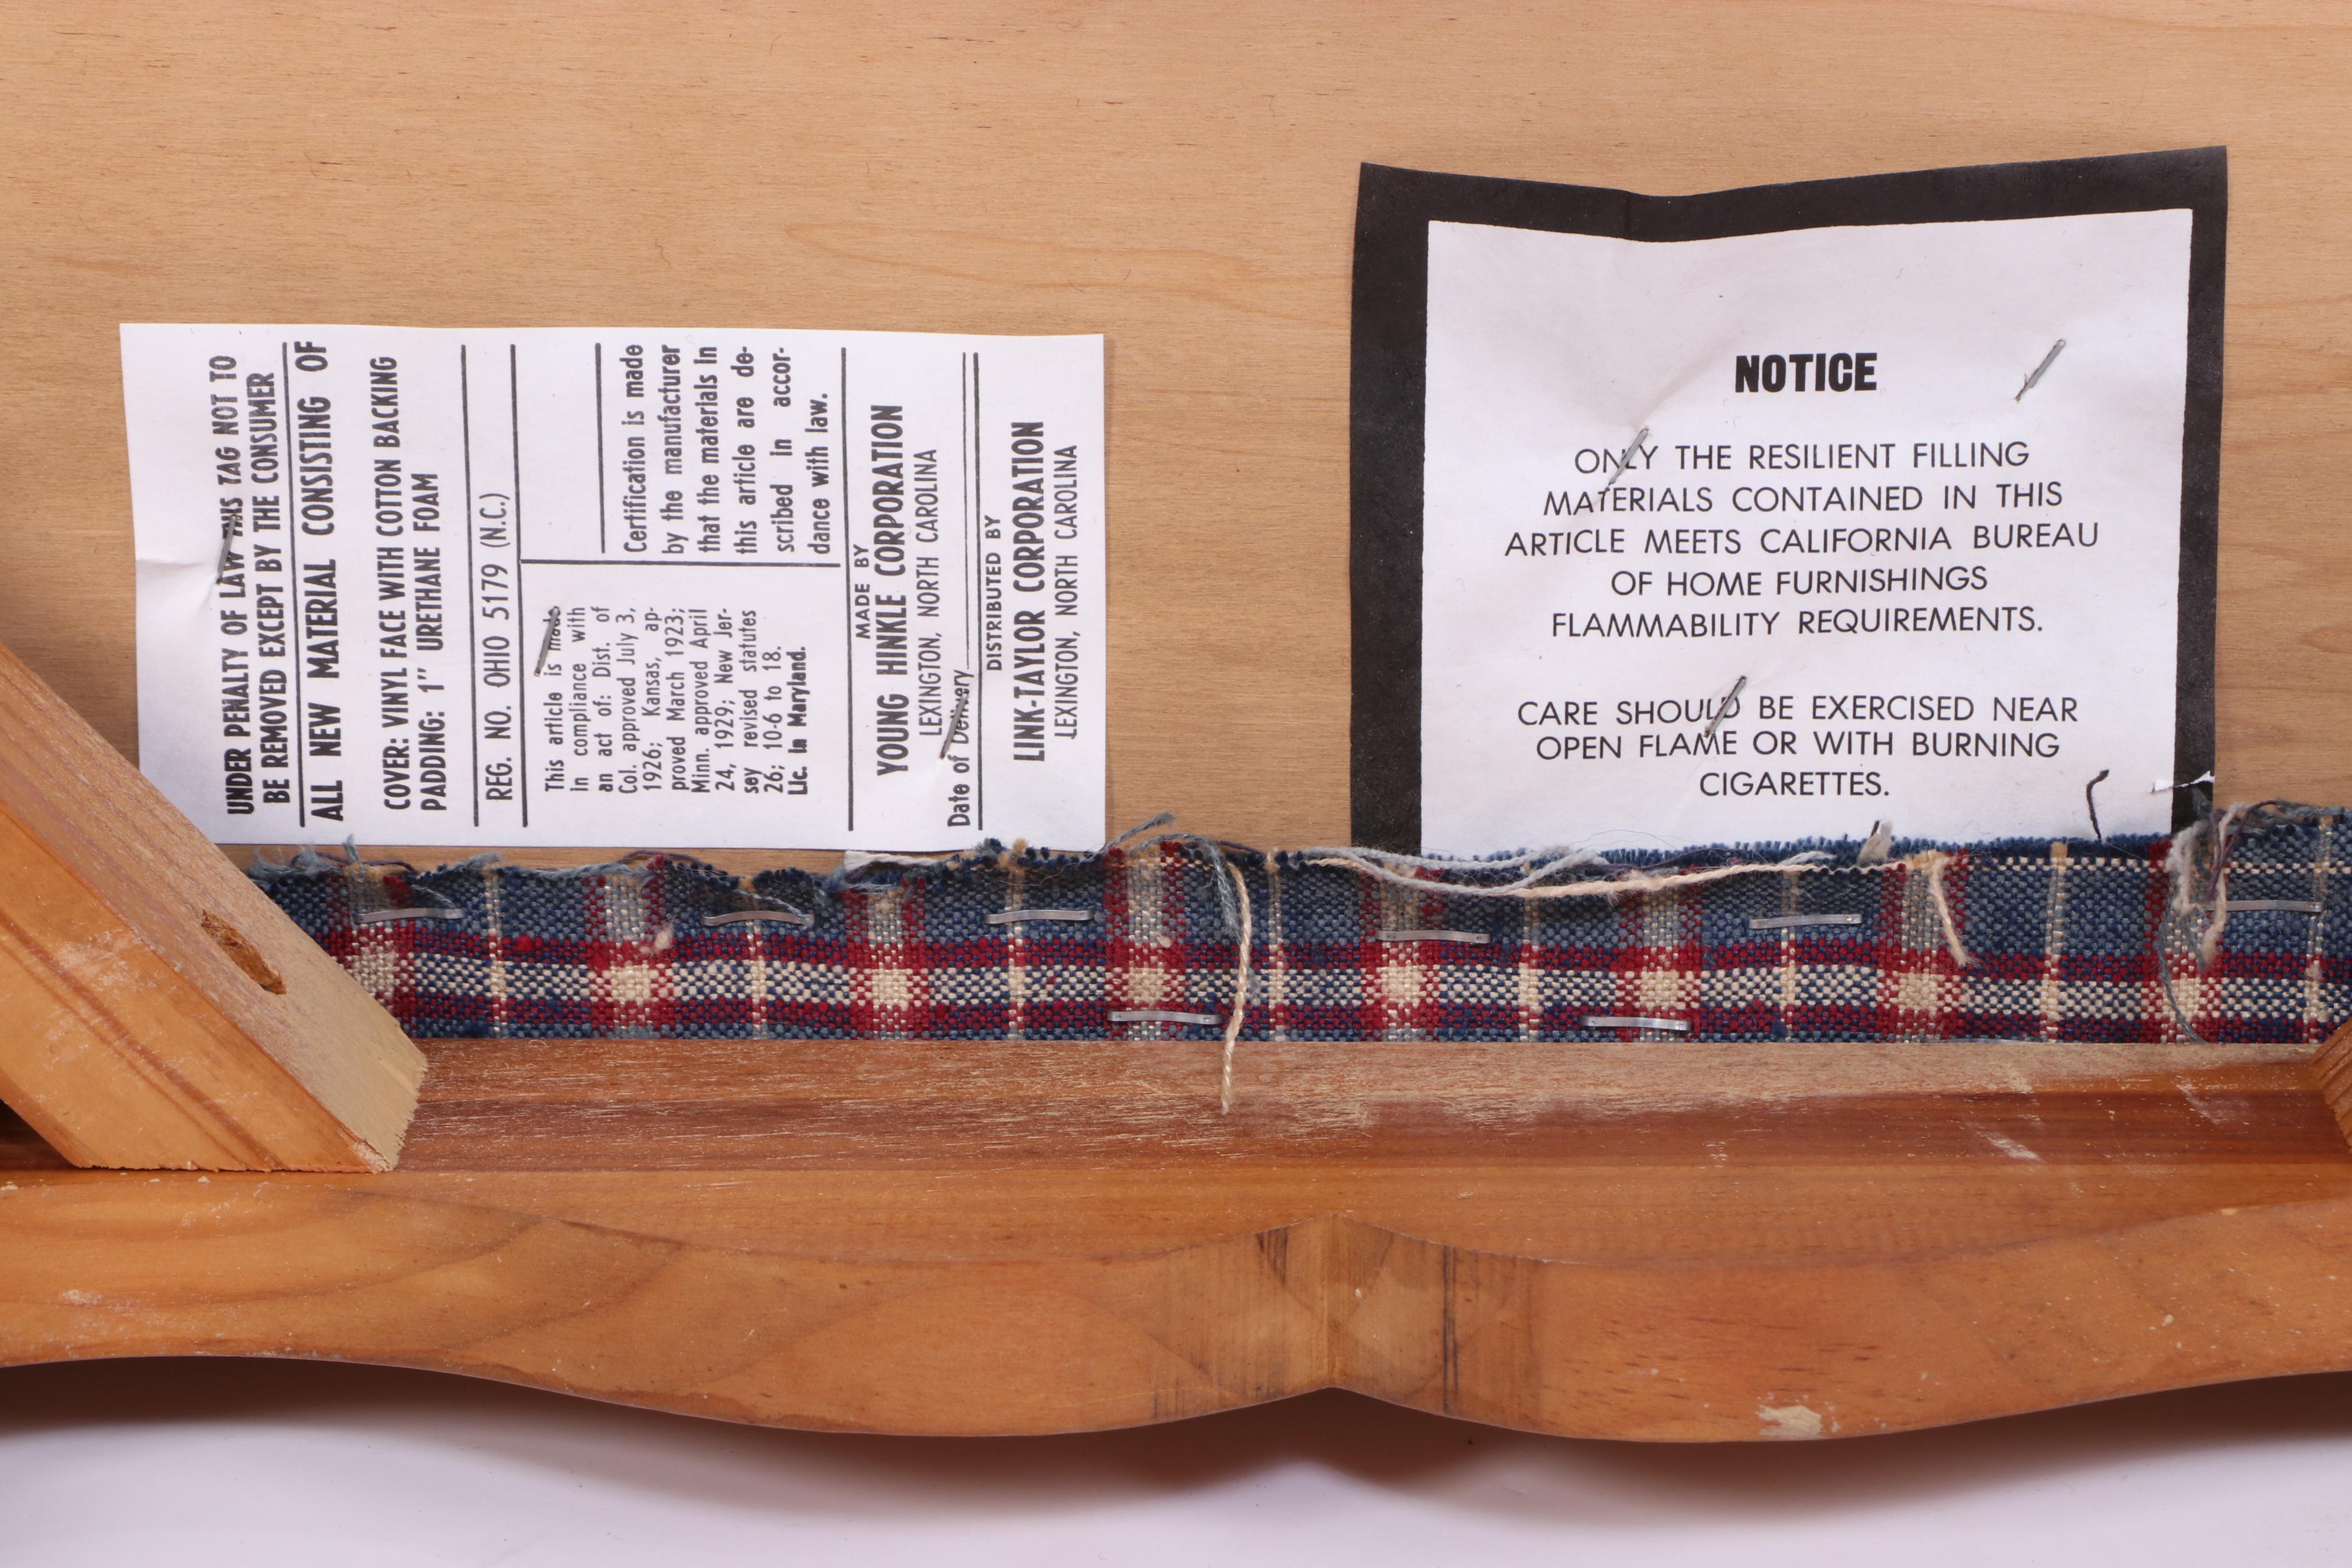 UNDER PENALTY OF LAW THIS TAG NOT TO
BE REMOVED EXCEPT BY THE CONSUMER
ALL NEW MATERIAL CONSISTING OF
COVER: VINYL FACE WITH COTTON BACKING
PADDING: 1" URETHANE FOAM
REG. NO. OHIO 5179 (N.C.)
This article is made
in compliance with
an act of: Dist. of
Col. approved July 3,
1926; Kansas, ap-
proved March 1923;
Minn. approved April
24, 1929; New Jer-
sey revised statutes
26; 10-6 to 18.
Lic. in Maryland.
Certification is made
by the manufacturer
that the materials in
this article are de-
scribed in accor-
dance with law.
MADE BY
YOUNG HINKLE CORPORATION
LEXINGTON, NORTH CAROLINA
Date of Delivery
DISTRIBUTED BY
LINK-TAYLOR CORPORATION
LEXINGTON, NORTH CAROLINA
NOTICE
ONLY THE RESILIENT FILLING
MATERIALS CONTAINED IN THIS
ARTICLE MEETS CALIFORNIA BUREAU
OF HOME FURNISHINGS
FLAMMABILITY REQUIREMENTS.
CARE SHOULD BE EXERCISED NEAR
OPEN FLAME OR WITH BURNING
CIGARETTES.